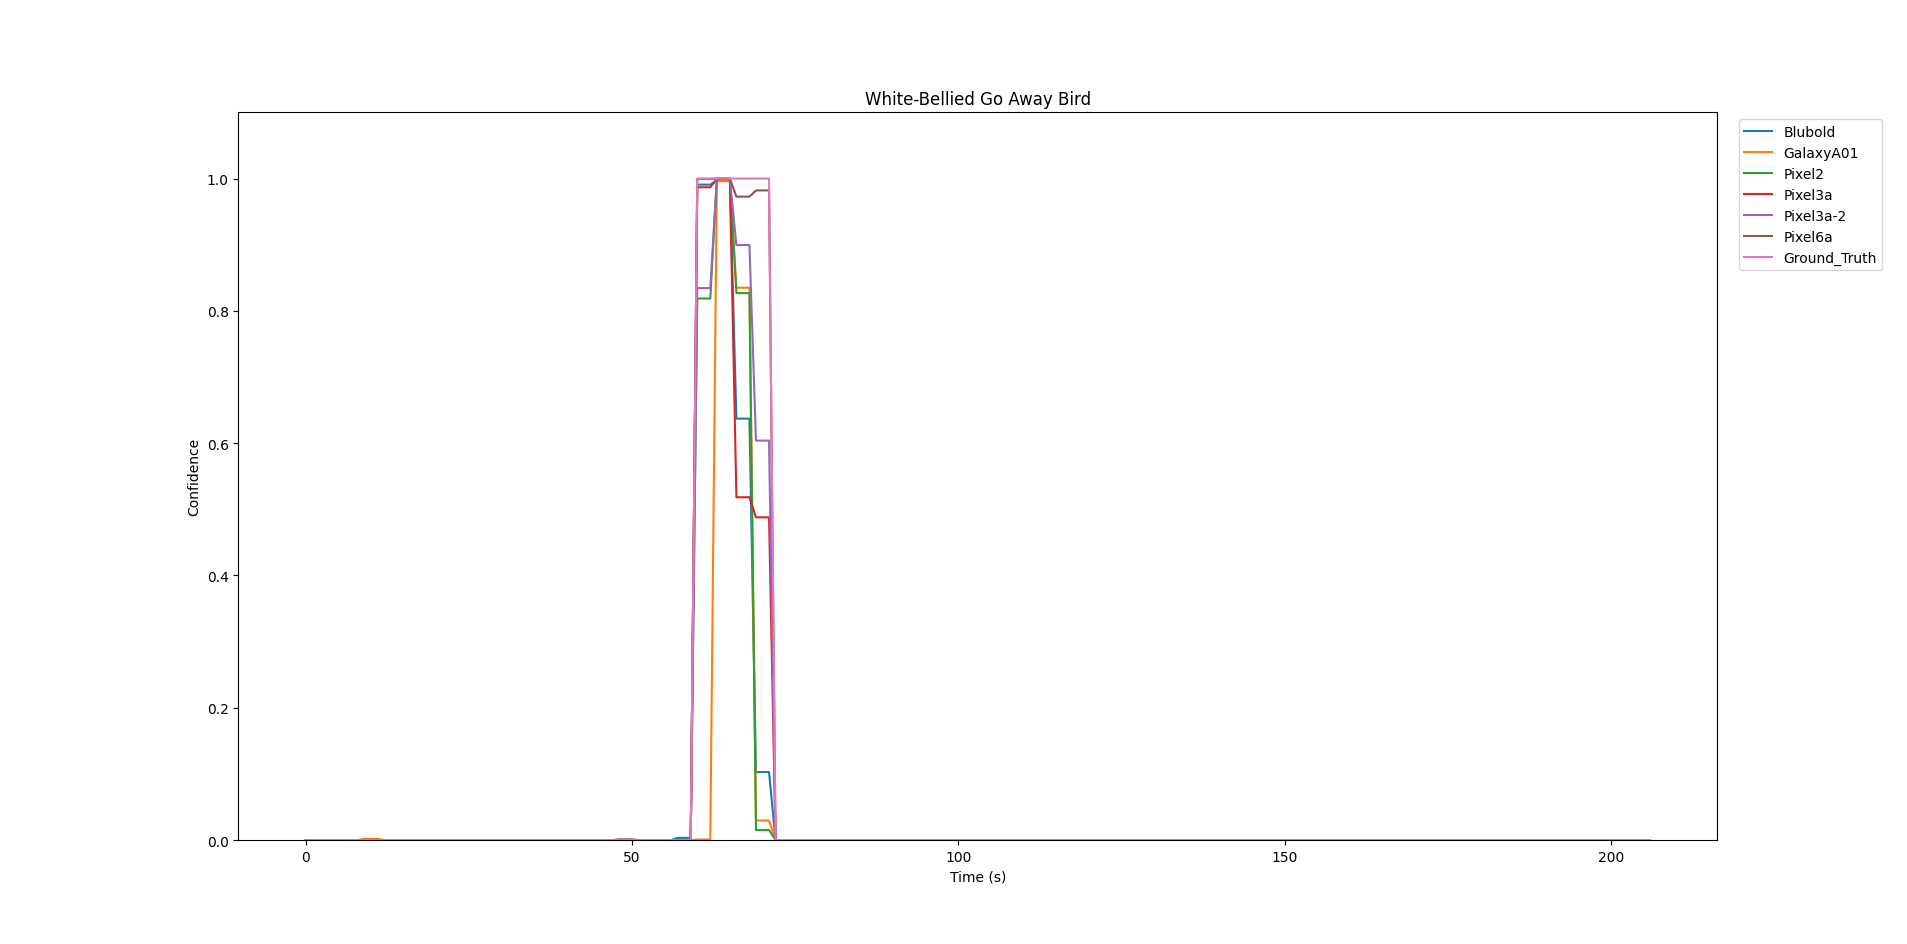 White-Bellied Go Away Bird
Blubold
GalaxyA01
Pixel2
Pixel3a
Pixel3a-2
Pixel6a
Ground_Truth
1.0
0.8
0.6
0.4
0.2
0.0
Confidence
0
50
100
150
200
Time (s)